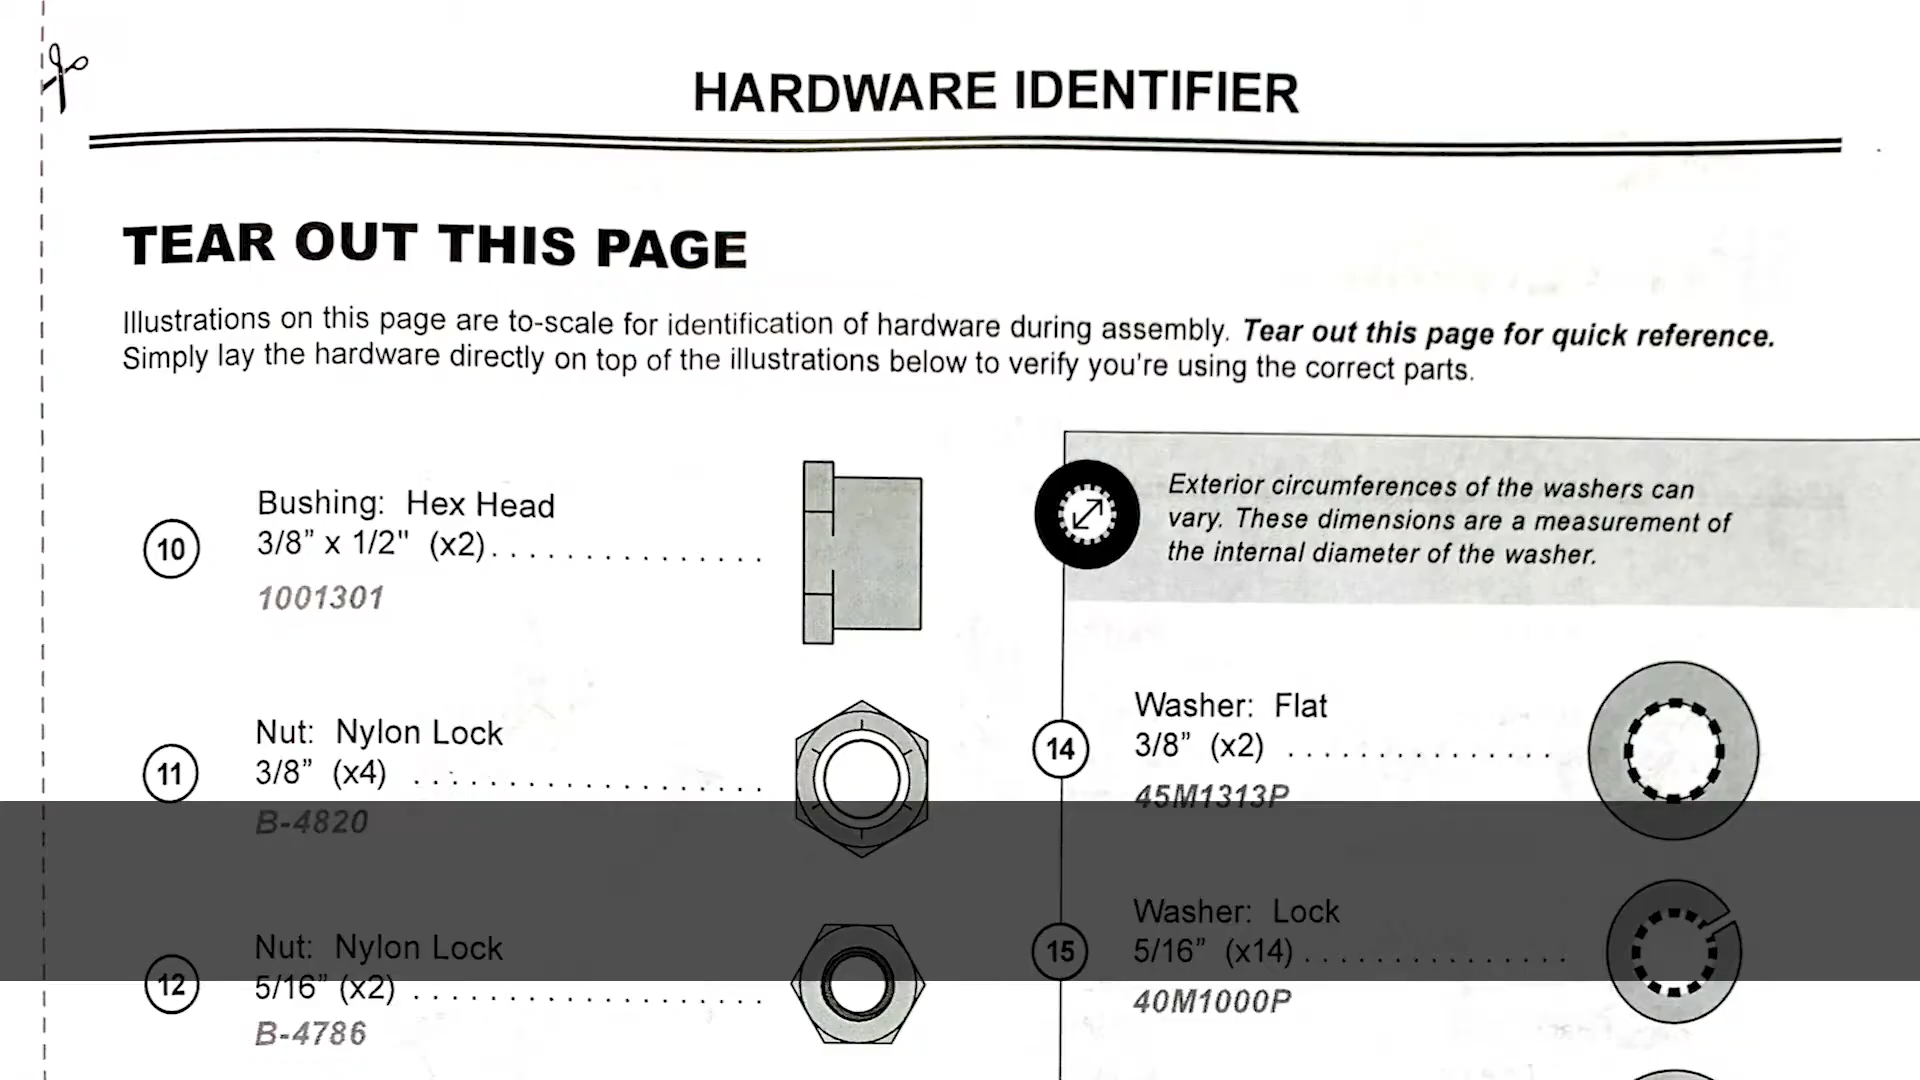 HARDWARE IDENTIFIER
TEAR OUT THIS PAGE
Illustrations on this page are to-scale for identification of hardware during assembly. Tear out this page for quick reference.
Simply lay the hardware directly on top of the illustrations below to verify you're using the correct parts.
10
Bushing: Hex Head
3/8” x 1/2" (x2)..................
1001301
11
Nut: Nylon Lock
3/8” (x4) ......................
B-4820
12
Nut: Nylon Lock
5/16” (x2) ......................
B-4786
Exterior circumferences of the washers can
vary. These dimensions are a measurement of
the internal diameter of the washer.
14
Washer: Flat
3/8” (x2) .................
45M1313P
15
Washer: Lock
5/16” (x14) ................
40M1000P